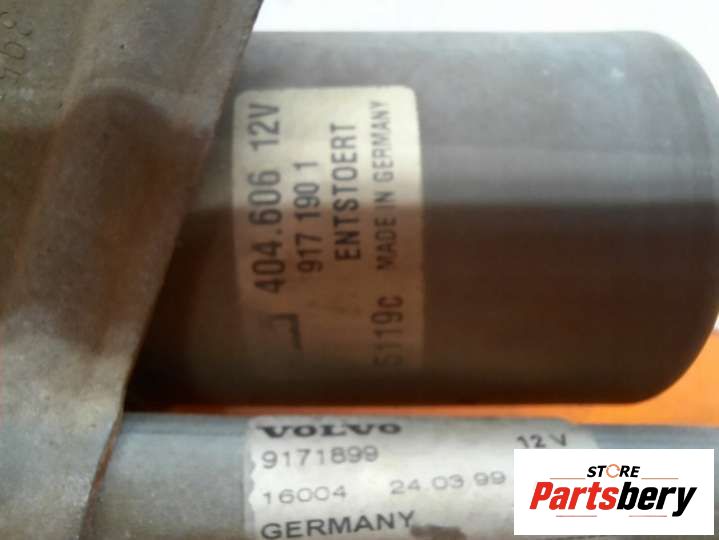 404.606 12V
917 190 1
ENTSTOERT
5119c MADE IN GERMANY
VOLVO
9171899 12 V
16004 24.03.99
GERMANY
STORE
Partsbery